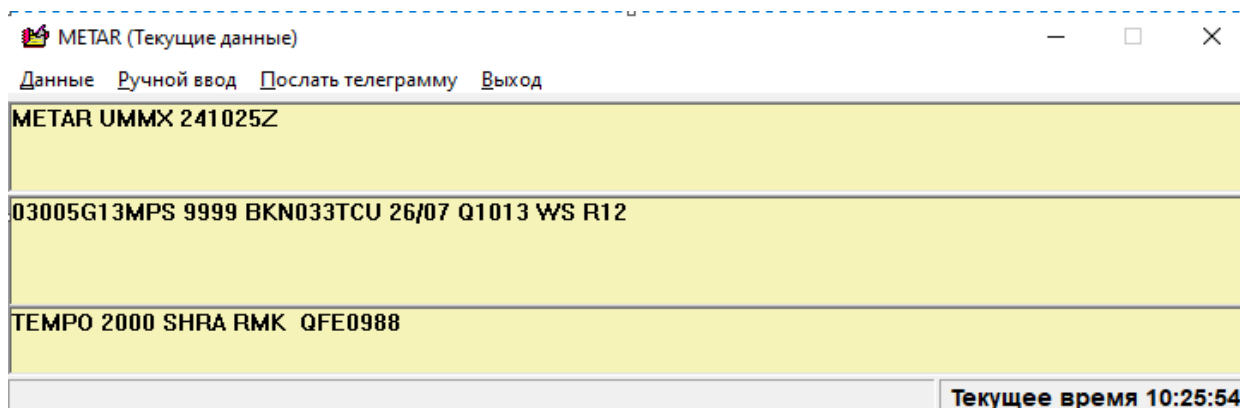 METAR (Текущие данные)
Данные Ручной ввод Послать телеграмму Выход
METAR UMMX 241025Z
03005G13MPS 9999 BKN033TCU 26/07 Q1013 WS R12
TEMPO 2000 SHRA RMK QFE0988
Текущее время 10:25:54